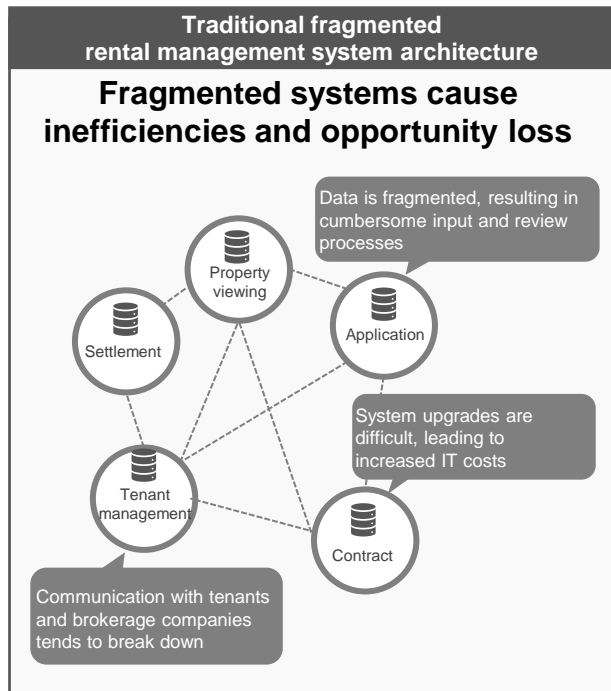 Traditional fragmented
rental management system architecture
Fragmented systems cause
inefficiencies and opportunity loss
Data is fragmented, resulting in
cumbersome input and review
processes
Property
viewing
Application
Settlement
System upgrades are
difficult, leading to
increased IT costs
Tenant
management
Contract
Communication with tenants
and brokerage companies
tends to break down